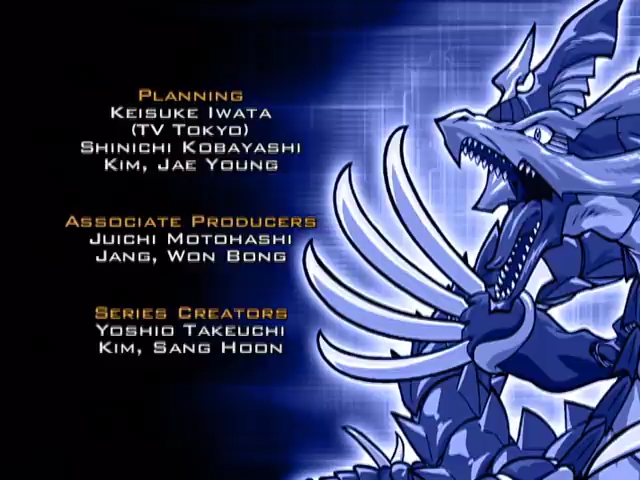 Planning
Keisuke Iwata
(TV Tokyo)
Shinichi Kobayashi
Kim, Jae Young
Associate Producers
Juichi Motohashi
Jang, Won Bong
Series Creators
Yoshio Takeuchi
Kim, Sang Hoon